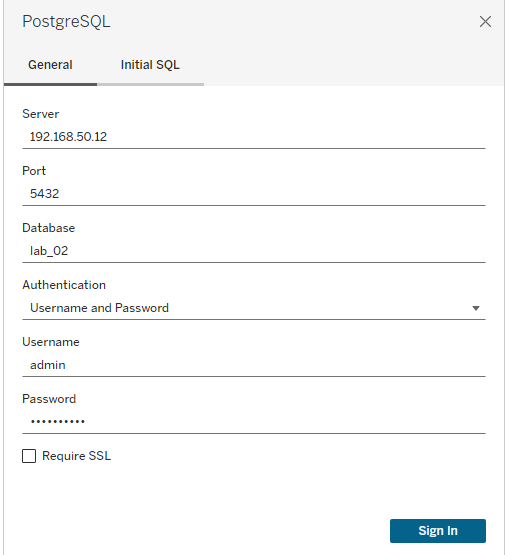 PostgreSQL
General Initial SQL
Server
192.168.50.12
Port
5432
Database
lab_02
Authentication
Username and Password
Username
admin
Password
••••••••••
Require SSL
Sign In